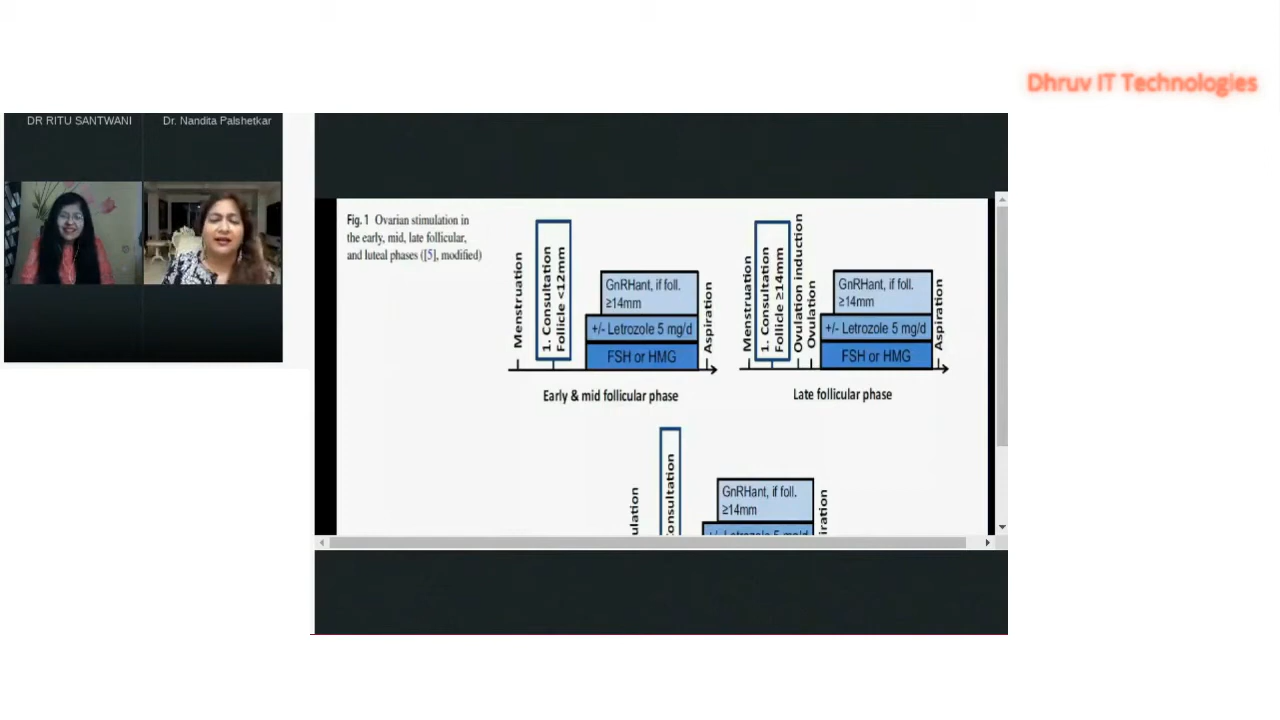 Dhruv IT Technologies
DR RITU SANTWANI
Dr. Nandita Palshetkar
Fig. 1 Ovarian stimulation in
the early, mid, late follicular,
and luteal phases ([5], modified)
Menstruation
1. Consultation
Follicle <12mm
GnRHant, if foll.
≥14mm
+/- Letrozole 5 mg/d
FSH or HMG
Aspiration
Early & mid follicular phase
Menstruation
1. Consultation
Follicle ≥14mm
Ovulation induction
Ovulation
GnRHant, if foll.
≥14mm
+/- Letrozole 5 mg/d
FSH or HMG
Aspiration
Late follicular phase
GnRHant, if foll.
≥14mm
+/- Letrozole 5 mg/d